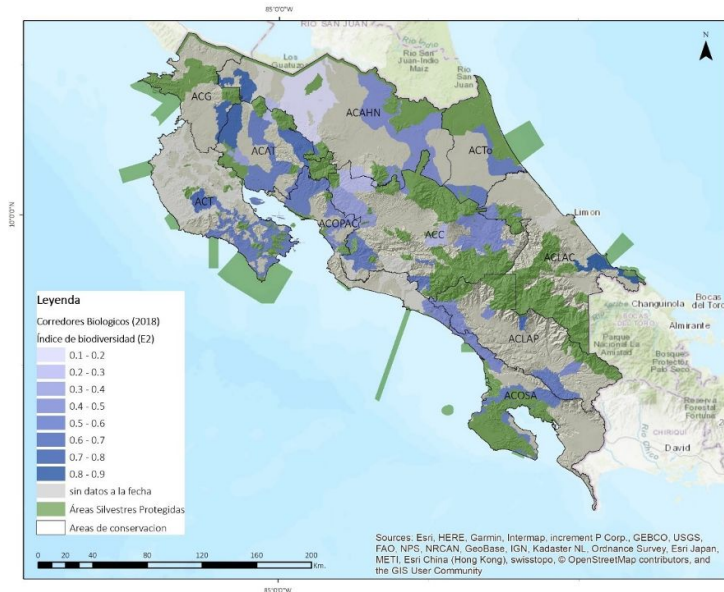 85°0'0"W
RIO SAN JUAN
Los
Guatuzos
Rio San
Juan-Indio
Maiz
Rio
San
Juan
N
10°0'0"N
ACG
ACAHN
ACTo
ACAT
ACT
ACOPAC
ACC
Limon
ACLAC
Changuinola
Bocas
del Toro
Almirante
ACLAP
Parque
Nacional La
Amistad
Bosque
Protector
Palo Seco
ACOSA
Reserva
Forestal
Fortuna
CHIRIQUI
David
Leyenda
Corredores Biologicos (2018)
Índice de biodiversidad (E2)
0.1 - 0.2
0.2 - 0.3
0.3 - 0.4
0.4 - 0.5
0.5 - 0.6
0.6 - 0.7
0.7 - 0.8
0.8 - 0.9
sin datos a la fecha
Áreas Silvestres Protegidas
Areas de conservacion
0 20 40 80 120 160 200
Km.
Sources: Esri, HERE, Garmin, Intermap, increment P Corp., GEBCO, USGS,
FAO, NPS, NRCAN, GeoBase, IGN, Kadaster NL, Ordnance Survey, Esri Japan,
METI, Esri China (Hong Kong), swisstopo, © OpenStreetMap contributors, and
the GIS User Community
85°0'0"W